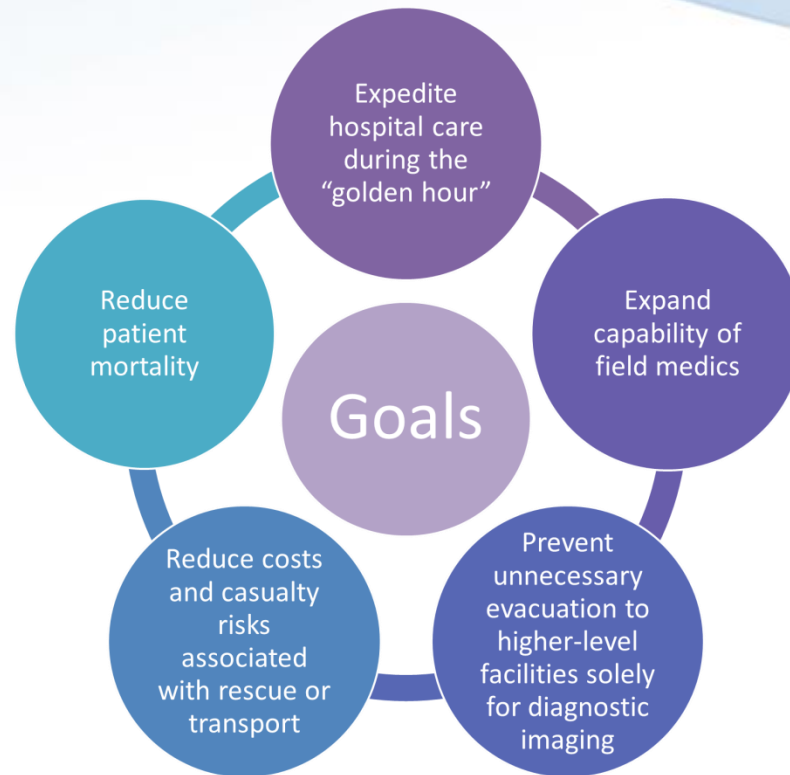 Expedite
hospital care
during the
“golden hour”
Expand
capability of
field medics
Prevent
unnecessary
evacuation to
higher-level
facilities solely
for diagnostic
imaging
Reduce costs
and casualty
risks
associated
with rescue or
transport
Reduce
patient
mortality
Goals